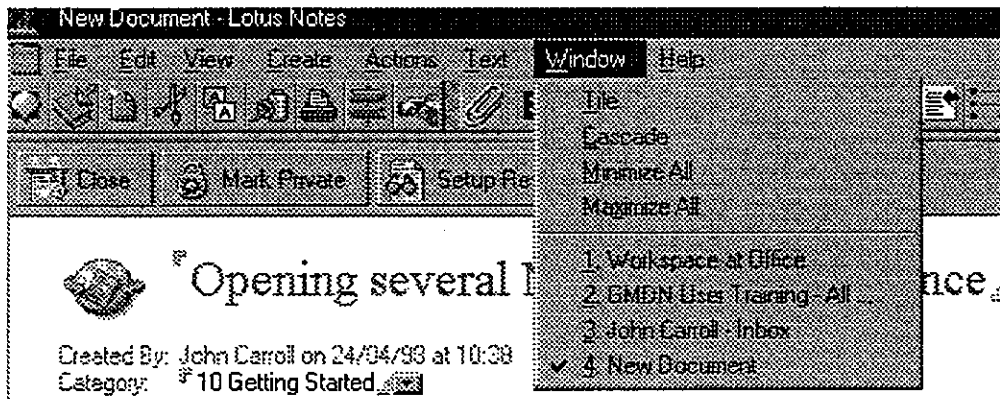 New Document - Lotus Notes
File Edit View Create Actions Text Window Help
Tile
Cascade
Minimize All
Maximize All
Close Mark Private Setup Re
1. Workspace at Office
2. GMDN User Training - All ...
3. John Carroll - Inbox
✓ 4. New Document
Opening several N nce
Created By: John Carroll on 24/04/98 at 10:38
Category: 10 Getting Started